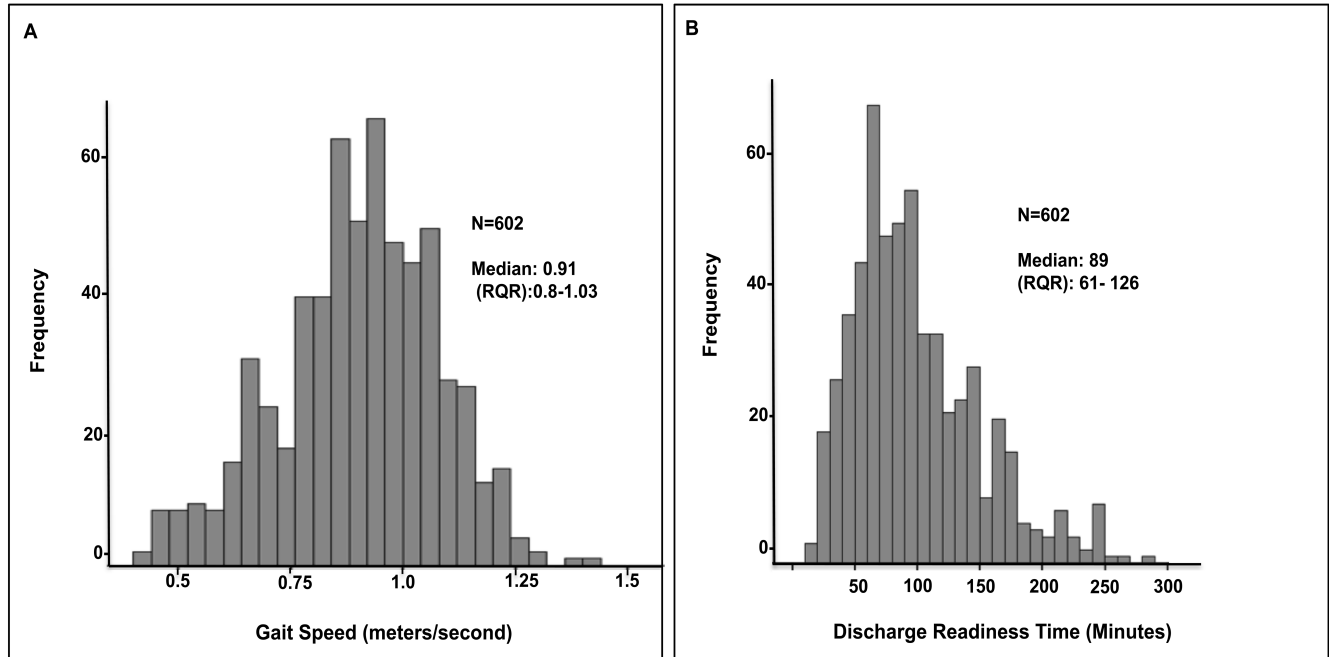 A
60
40
20
0
Frequency
N=602
Median: 0.91
(RQR):0.8-1.03
0.5 0.75 1.0 1.25 1.5
Gait Speed (meters/second)
B
60
40
20
0
Frequency
N=602
Median: 89
(RQR): 61- 126
50 100 150 200 250 300
Discharge Readiness Time (Minutes)